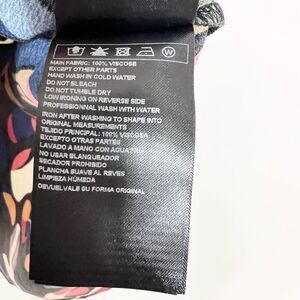 W
MAIN FABRIC: 100% VISCOSE
EXCEPT OTHER PARTS
HAND WASH IN COLD WATER
DO NOT BLEACH
DO NOT TUMBLE DRY
LOW IRONING ON REVERSE SIDE
PROFESSIONNAL WASH WITH WATER
IRON AFTER WASHING TO SHAPE INTO
ORIGINAL MEASUREMENTS
TEJIDO PRINCIPAL: 100% VISCOSA
EXCEPTO OTRAS PARTES
LAVADO A MANO CON AGUA FRIA
NO USAR BLANQUEADOR
SECADOR PROHIBIDO
PLANCHA SUAVE AL REVES
LIMPIEZA HÚMEDA
DEVUELVALE SU FORMA ORIGINAL